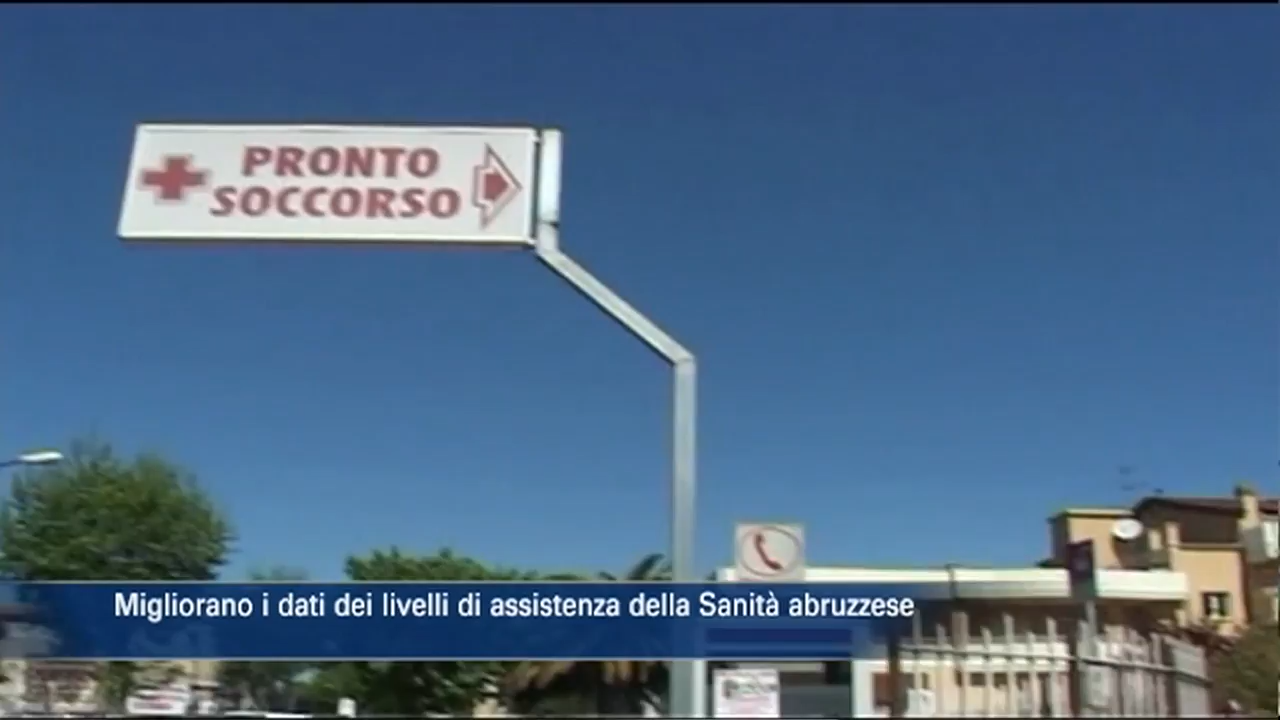 PRONTO
SOCCORSO
Migliorano i dati dei livelli di assistenza della Sanità abruzzese